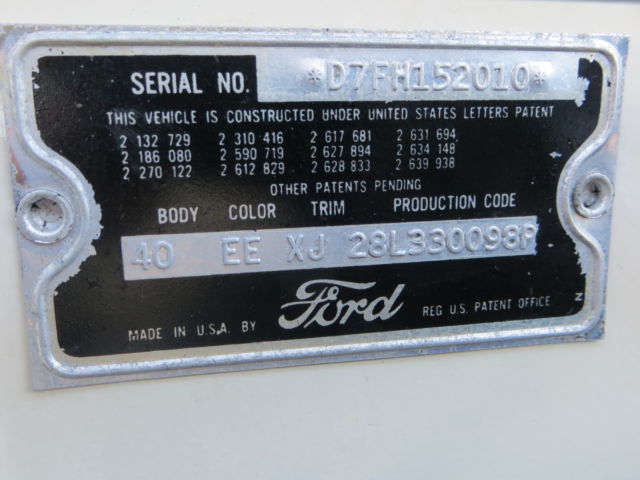 SERIAL NO. *D7FH152010*
THIS VEHICLE IS CONSTRUCTED UNDER UNITED STATES LETTERS PATENT
2 132 729 2 310 416 2 617 681 2 631 694
2 186 080 2 590 719 2 627 894 2 634 148
2 270 122 2 612 829 2 628 833 2 639 938
OTHER PATENTS PENDING
BODY COLOR TRIM PRODUCTION CODE
40 EE XJ 28L330098P
MADE IN U.S.A. BY Ford REG U.S. PATENT OFFICE N